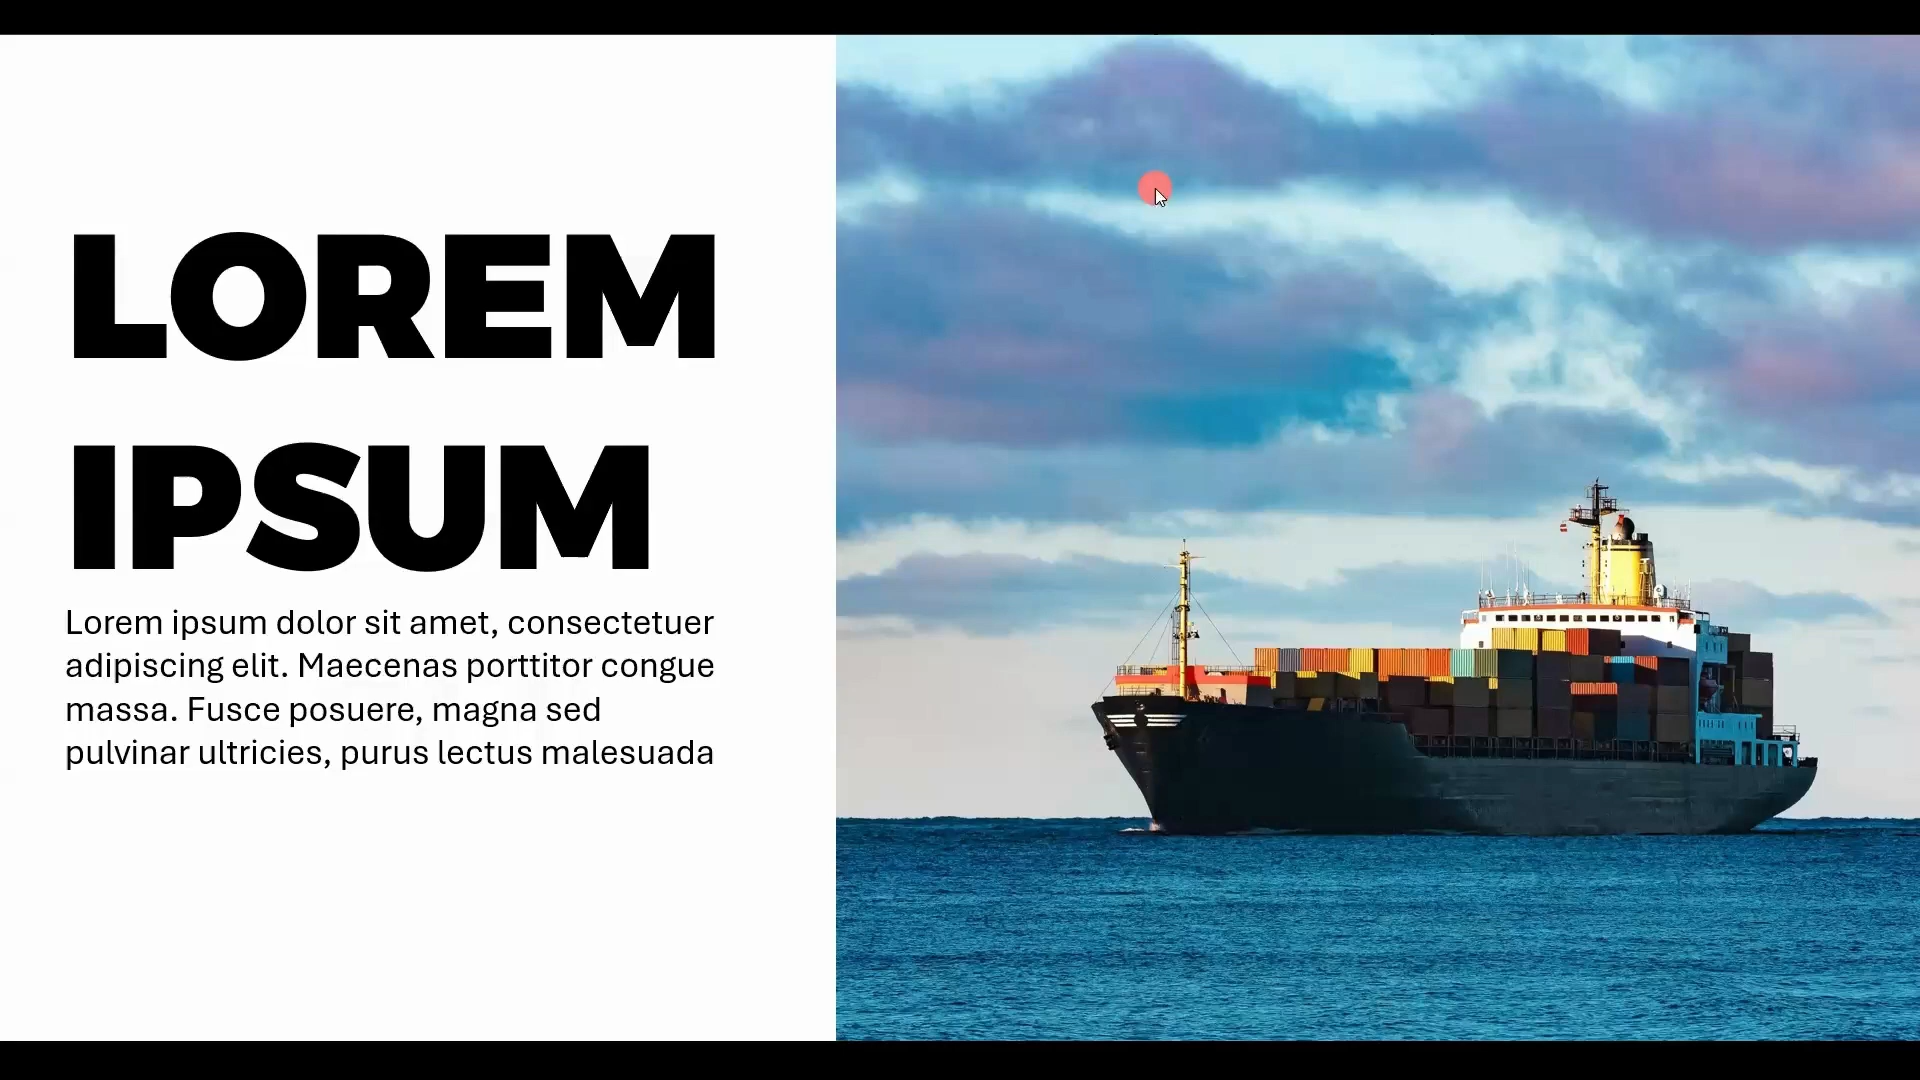 LOREM
IPSUM
Lorem ipsum dolor sit amet, consectetuer
adipiscing elit. Maecenas porttitor congue
massa. Fusce posuere, magna sed
pulvinar ultricies, purus lectus malesuada